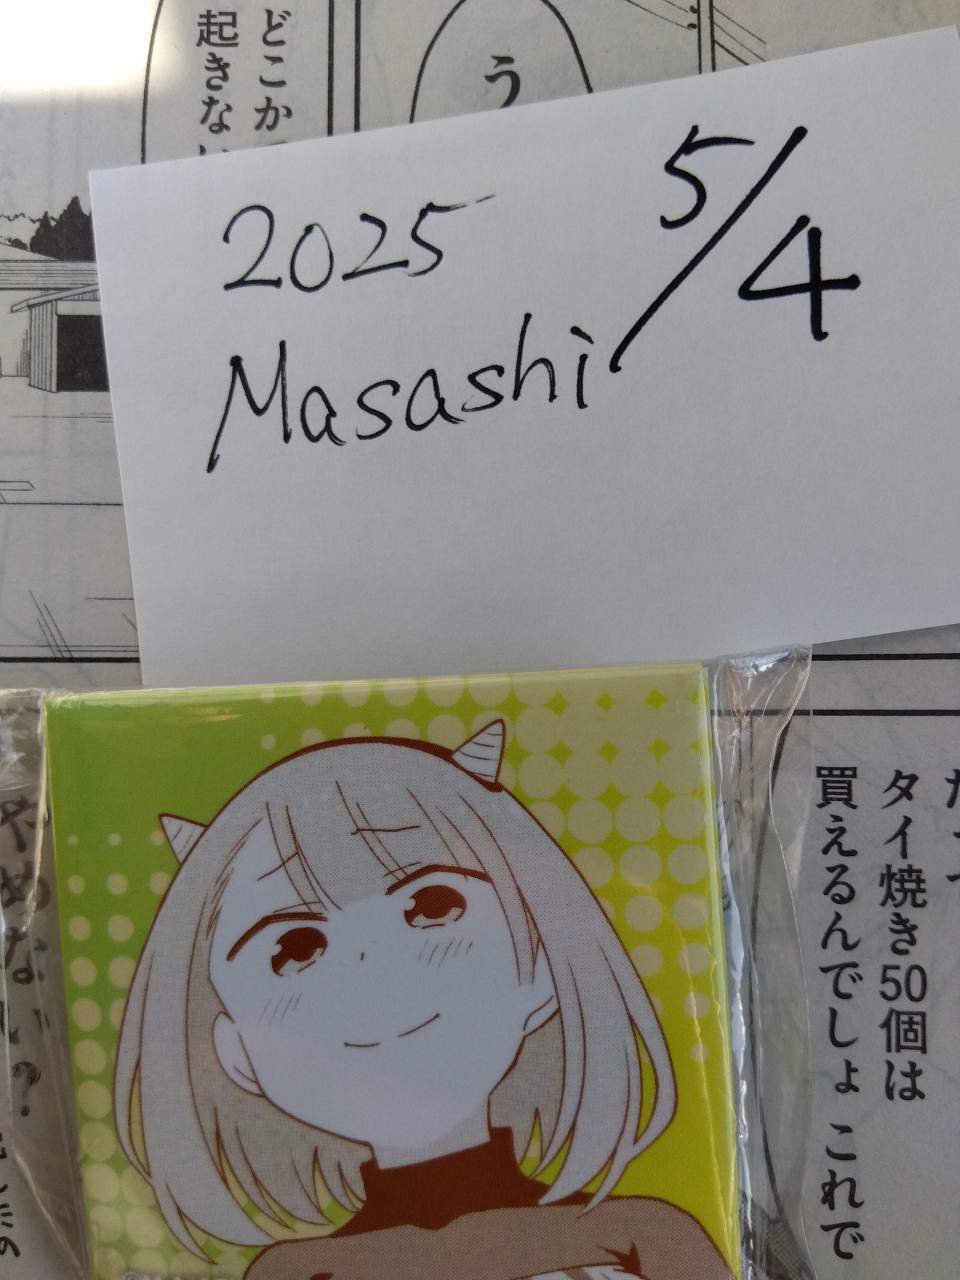 どこか
起きない
う
2025 5/4
Masashi
タイ焼き50個は
買えるんでしょ これで
やめな
？